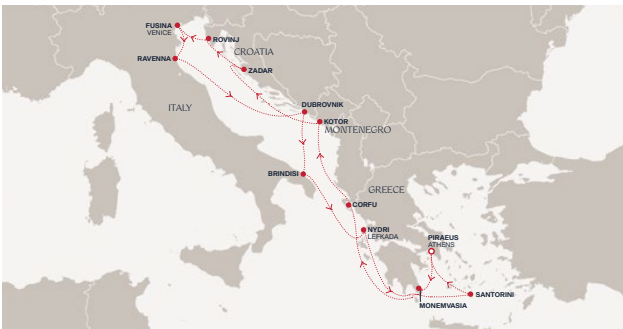 FUSINA
VENICE
ROVINJ
CROATIA
RAVENNA
ZADAR
ITALY
DUBROVNIK
KOTOR
MONTENEGRO
BRINDISI
GREECE
CORFU
NYDRI
LEFKADA
PIRAEUS
ATHENS
SANTORINI
MONEMVASIA